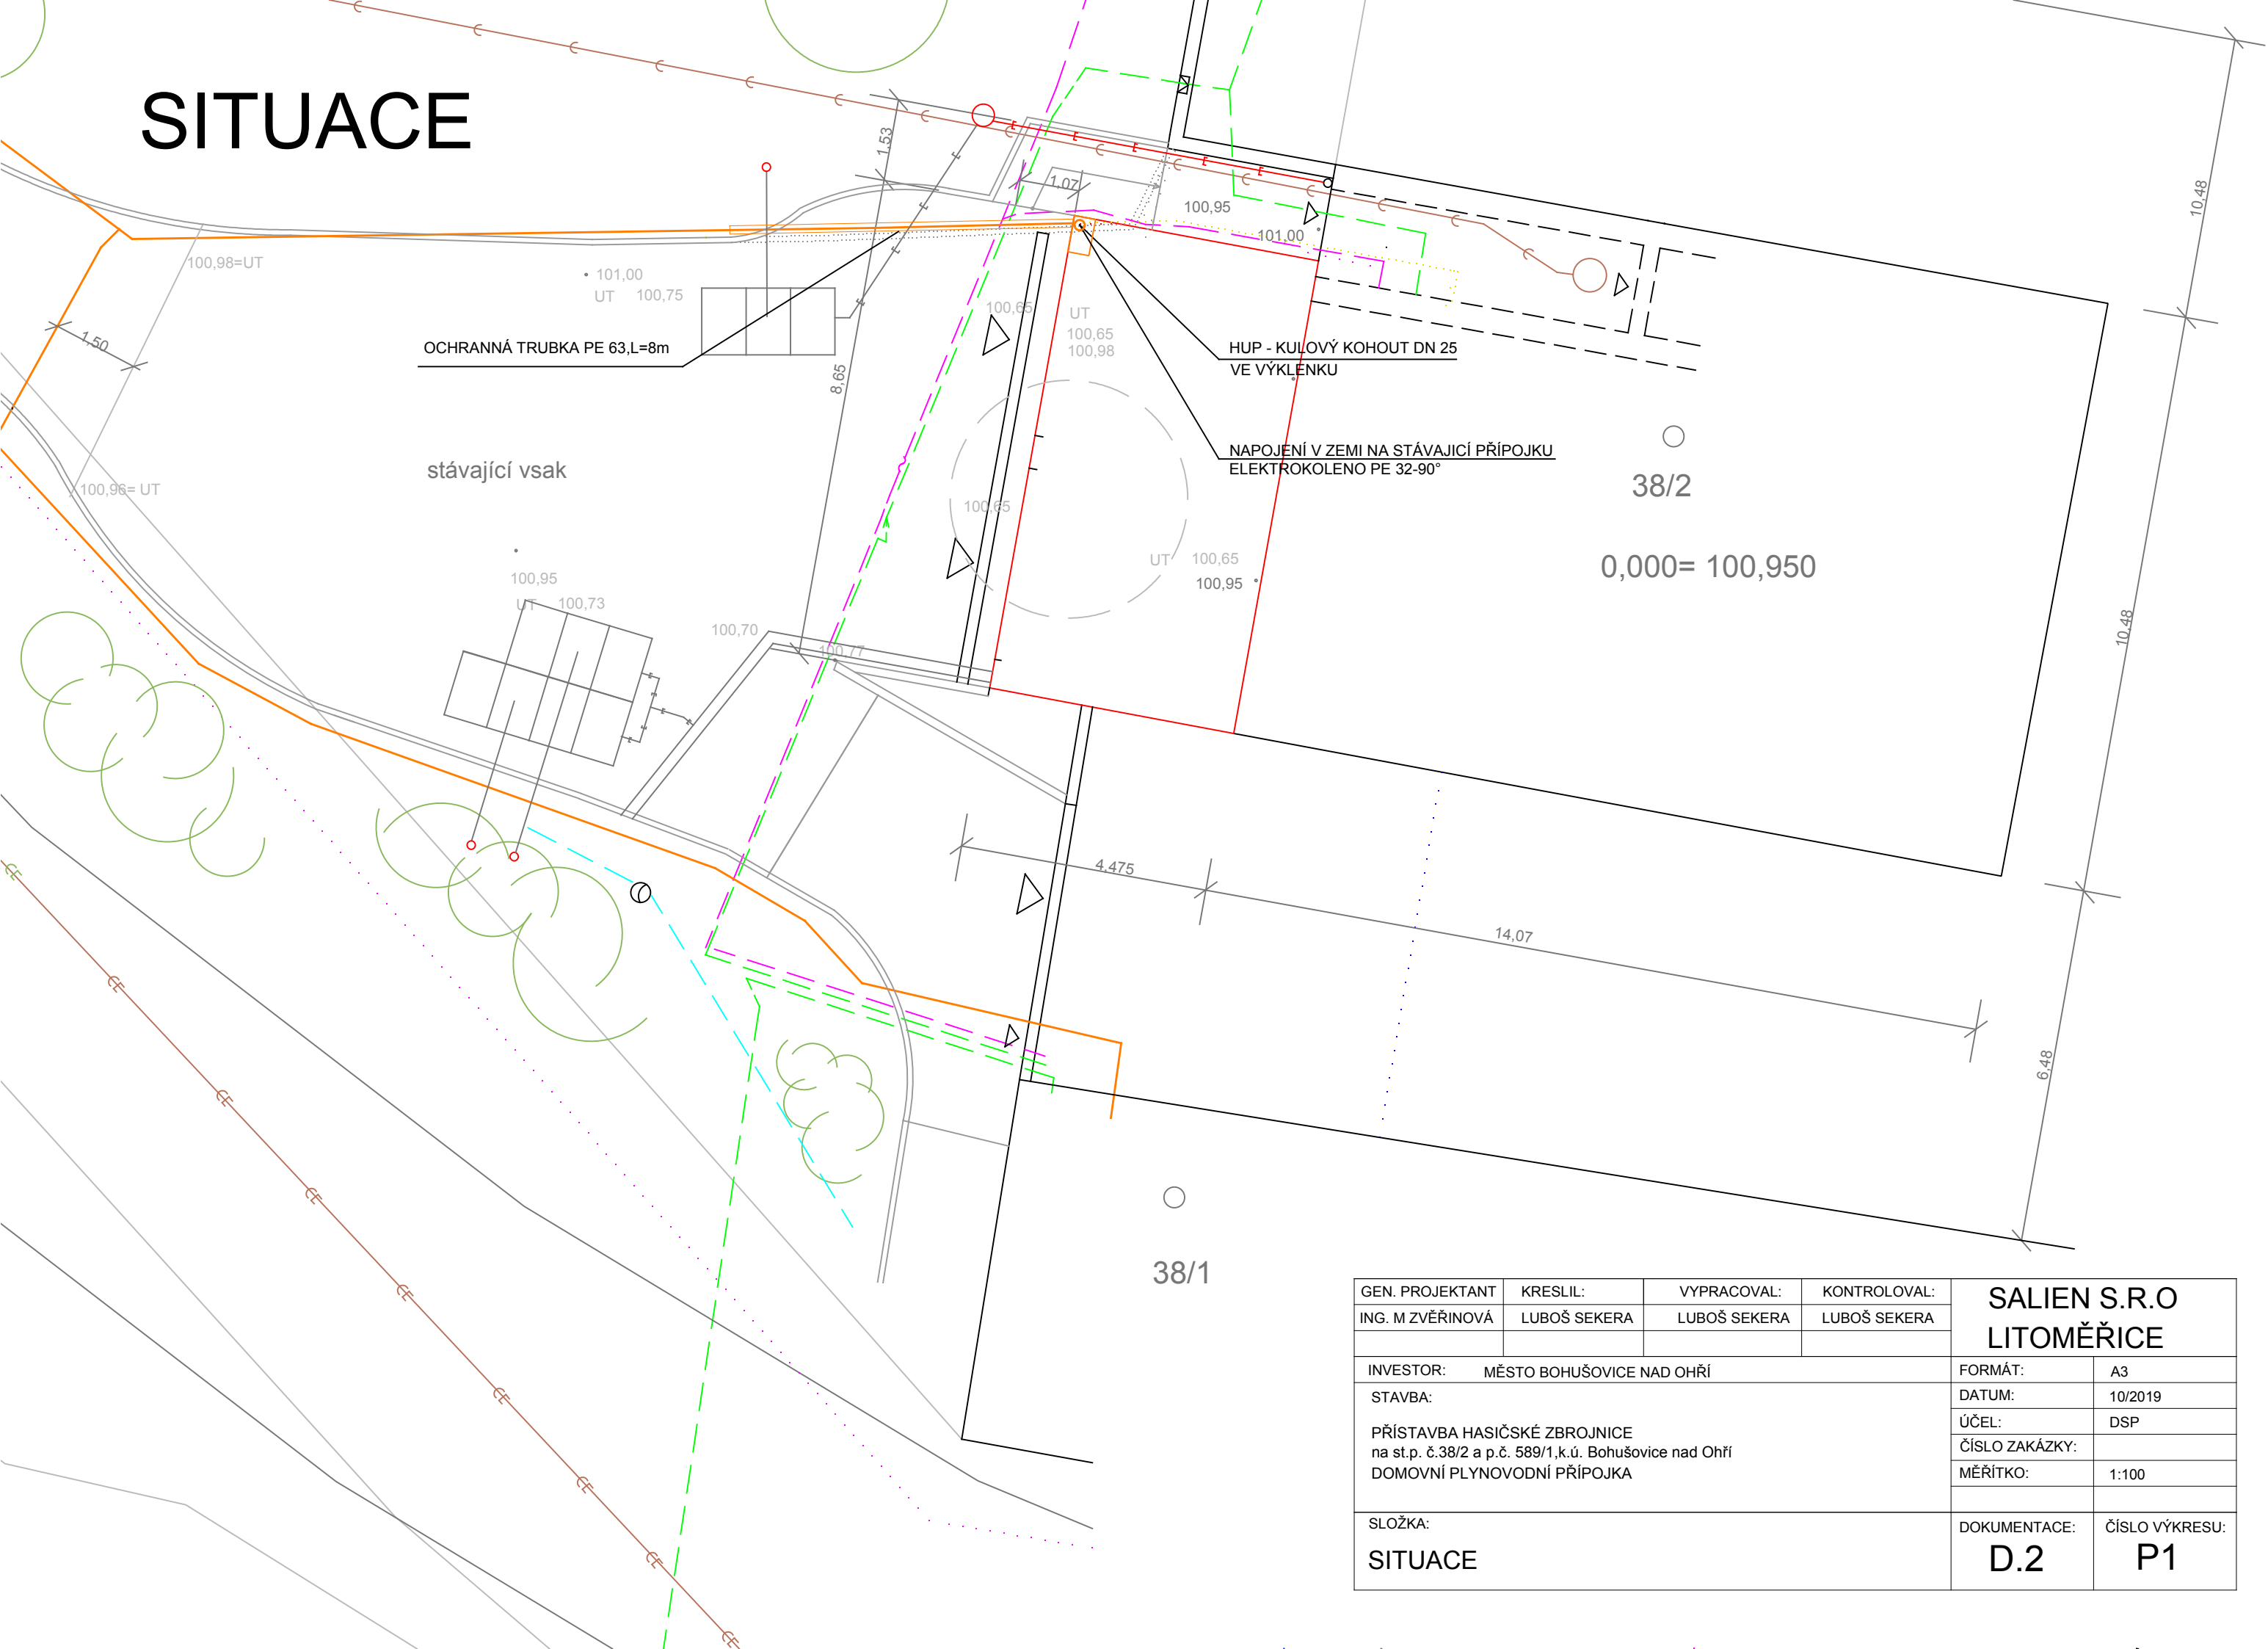 SITUACE
1,53
1,07
100,95
101,00
10,48
100,98=UT
101,00
UT 100,75
1,50
OCHRANNÁ TRUBKA PE 63,L=8m
8,65
100,65
UT
100,65
100,98
HUP - KULOVÝ KOHOUT DN 25
VE VÝKLENKU
NAPOJENÍ V ZEMI NA STÁVAJICÍ PŘÍPOJKU
ELEKTROKOLENO PE 32-90°
stávající vsak
100,96= UT
100,65
38/2
0,000= 100,950
UT 100,65
100,95
100,95
UT 100,73
100,70
100,77
10,48
4,475
14,07
6,48
38/1
GEN. PROJEKTANT KRESLIL: VYPRACOVAL: KONTROLOVAL:
ING. M ZVĚŘINOVÁ LUBOŠ SEKERA LUBOŠ SEKERA LUBOŠ SEKERA
SALIEN S.R.O
LITOMĚŘICE
INVESTOR: MĚSTO BOHUŠOVICE NAD OHŘÍ
FORMÁT: A3
STAVBA:
DATUM: 10/2019
ÚČEL: DSP
PŘÍSTAVBA HASIČSKÉ ZBROJNICE
na st.p. č.38/2 a p.č. 589/1,k.ú. Bohušovice nad Ohří
DOMOVNÍ PLYNOVODNÍ PŘÍPOJKA
ČÍSLO ZAKÁZKY:
MĚŘÍTKO: 1:100
SLOŽKA:
SITUACE
DOKUMENTACE: ČÍSLO VÝKRESU:
D.2 P1